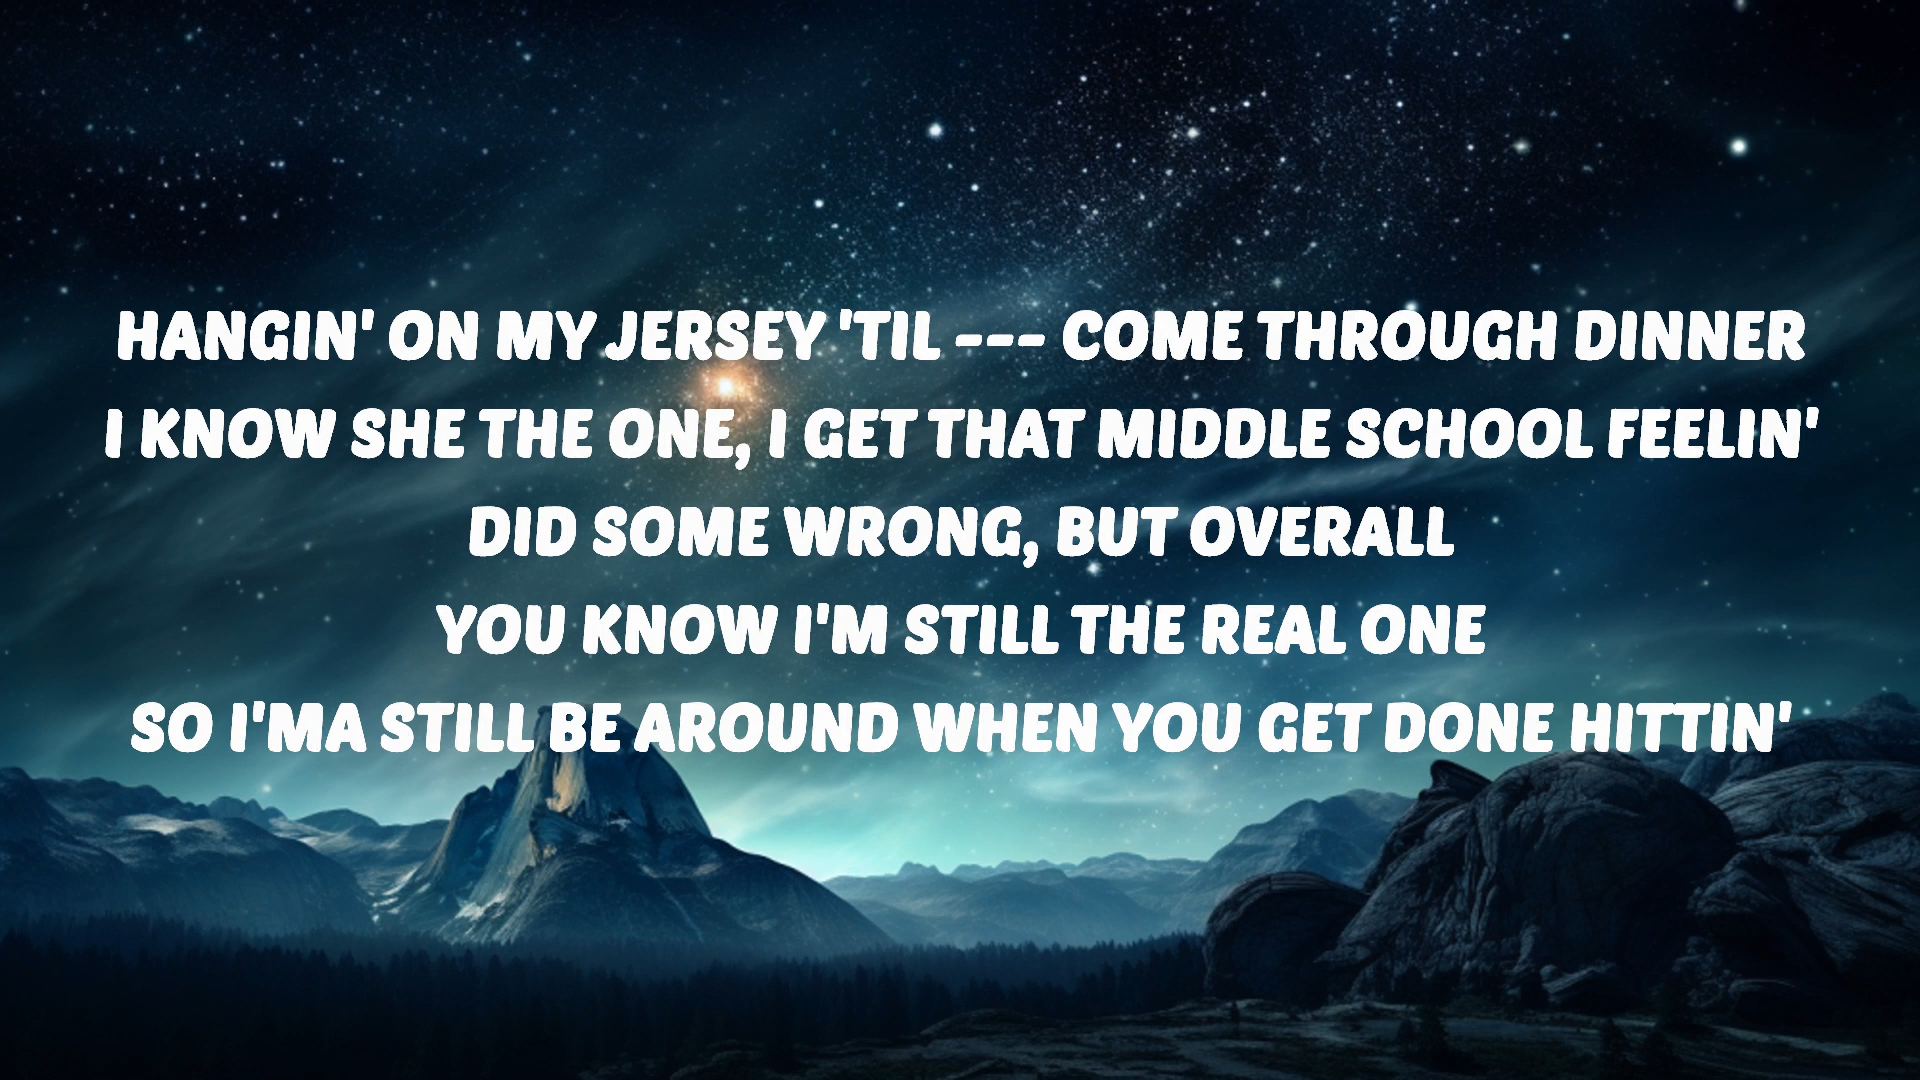 HANGIN' ON MY JERSEY 'TIL --- COME THROUGH DINNER
I KNOW SHE THE ONE, I GET THAT MIDDLE SCHOOL FEELIN'
DID SOME WRONG, BUT OVERALL
YOU KNOW I'M STILL THE REAL ONE
SO I'MA STILL BE AROUND WHEN YOU GET DONE HITTIN'